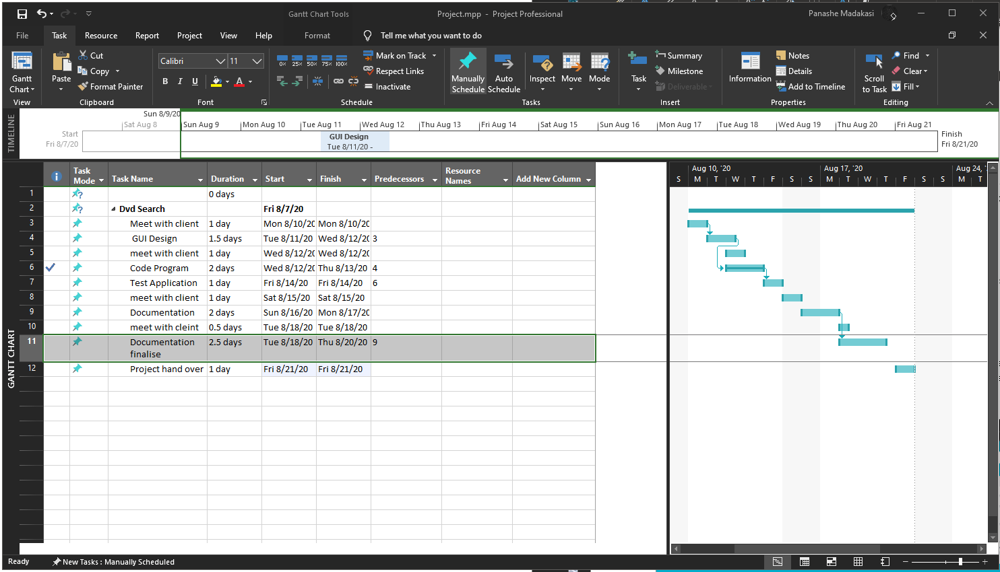 Gantt Chart Tools
Project.mpp - Project Professional
Panashe Madakasi
File Task Resource Report Project View Help Format Tell me what you want to do
Gantt Chart
View
Paste
Cut
Copy
Format Painter
Clipboard
Calibri 11
B I U A
Font
0% 25% 50% 75% 100%
Mark on Track
Respect Links
Inactivate
Schedule
Manually Schedule
Auto Schedule
Inspect
Move
Mode
Tasks
Task
Summary
Milestone
Deliverable
Insert
Information
Notes
Details
Add to Timeline
Properties
Scroll to Task
Find
Clear
Fill
Editing
TIMELINE
Sun 8/9/20
Sat Aug 8 Sun Aug 9 Mon Aug 10 Tue Aug 11 Wed Aug 12 Thu Aug 13 Fri Aug 14 Sat Aug 15 Sun Aug 16 Mon Aug 17 Tue Aug 18 Wed Aug 19 Thu Aug 20 Fri Aug 21
Start
Fri 8/7/20
GUI Design
Tue 8/11/20 -
Finish
Fri 8/21/20
GANTT CHART
Task Mode Task Name Duration Start Finish Predecessors Resource Names Add New Column
1 0 days
2 Dvd Search Fri 8/7/20
3 Meet with client 1 day Mon 8/10/20 Mon 8/10/20
4 GUI Design 1.5 days Tue 8/11/20 Wed 8/12/20 3
5 meet with client 1 day Wed 8/12/20 Wed 8/12/20
6 Code Program 2 days Wed 8/12/20 Thu 8/13/20 4
7 Test Application 1 day Fri 8/14/20 Fri 8/14/20 6
8 meet with client 1 day Sat 8/15/20 Sat 8/15/20
9 Documentation 2 days Sun 8/16/20 Mon 8/17/20
10 meet with cleint 0.5 days Tue 8/18/20 Tue 8/18/20
11 Documentation finalise 2.5 days Tue 8/18/20 Thu 8/20/20 9
12 Project hand over 1 day Fri 8/21/20 Fri 8/21/20
Aug 10, '20 Aug 17, '20 Aug 24, '
S M T W T F S S M T W T F S S M T
Ready New Tasks : Manually Scheduled